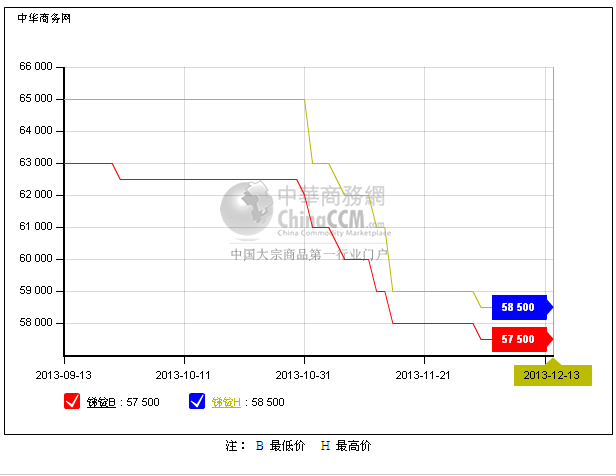 中华商务网
66 000
65 000
64 000
63 000
62 000
61 000
60 000
59 000
58 000
中華商務網
ChinaCCM.com
China Commodity Marketplace
中国大宗商品第一行业门户
58 500
57 500
2013-09-13
2013-10-11
2013-10-31
2013-11-21
2013-12-13
锑锭B : 57 500
锑锭H : 58 500
注： B 最低价 H 最高价